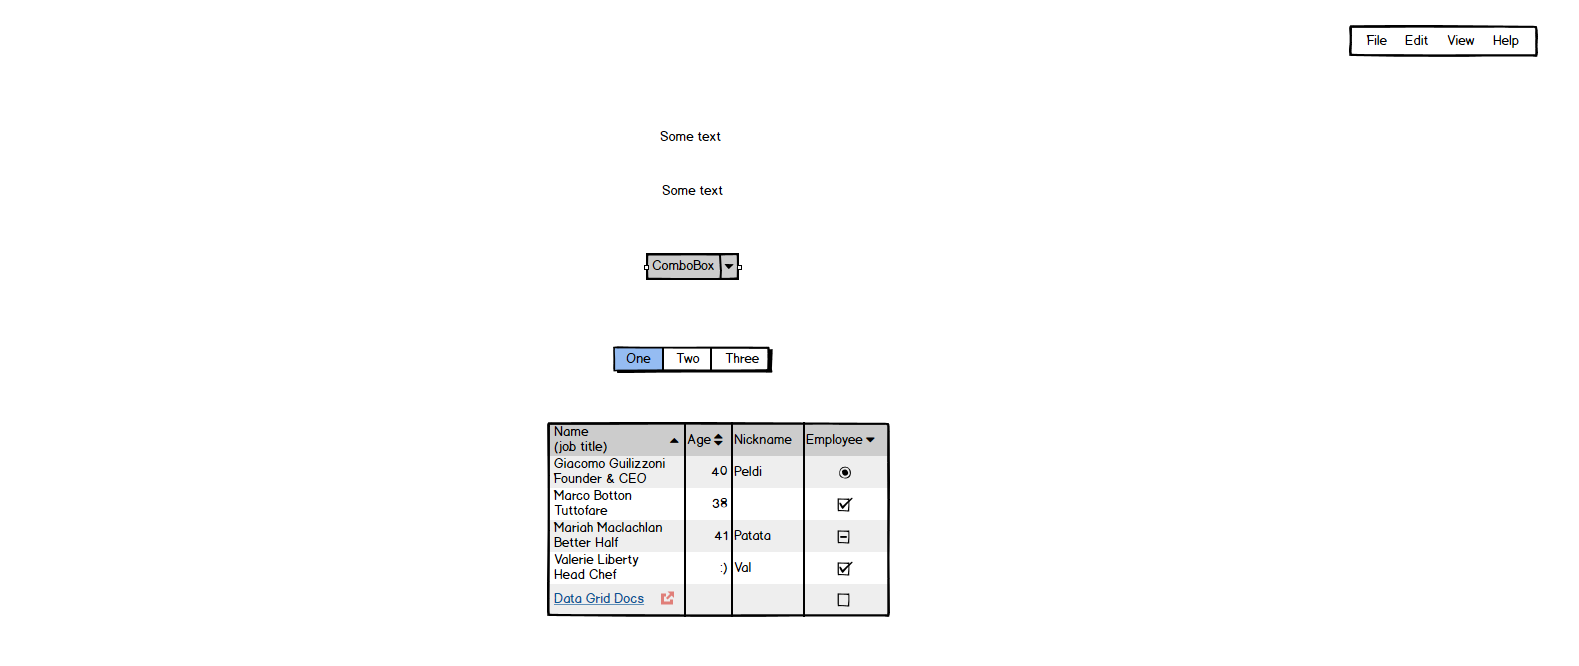 File Edit View Help
Some text
Some text
ComboBox
One Two Three
Name
(job title)
Age Nickname Employee
Giacomo Guilizzoni
Founder & CEO
40 Peldi
Marco Botton
Tuttofare
38
Mariah Maclachlan
Better Half
41 Patata
Valerie Liberty
Head Chef
:) Val
Data Grid Docs